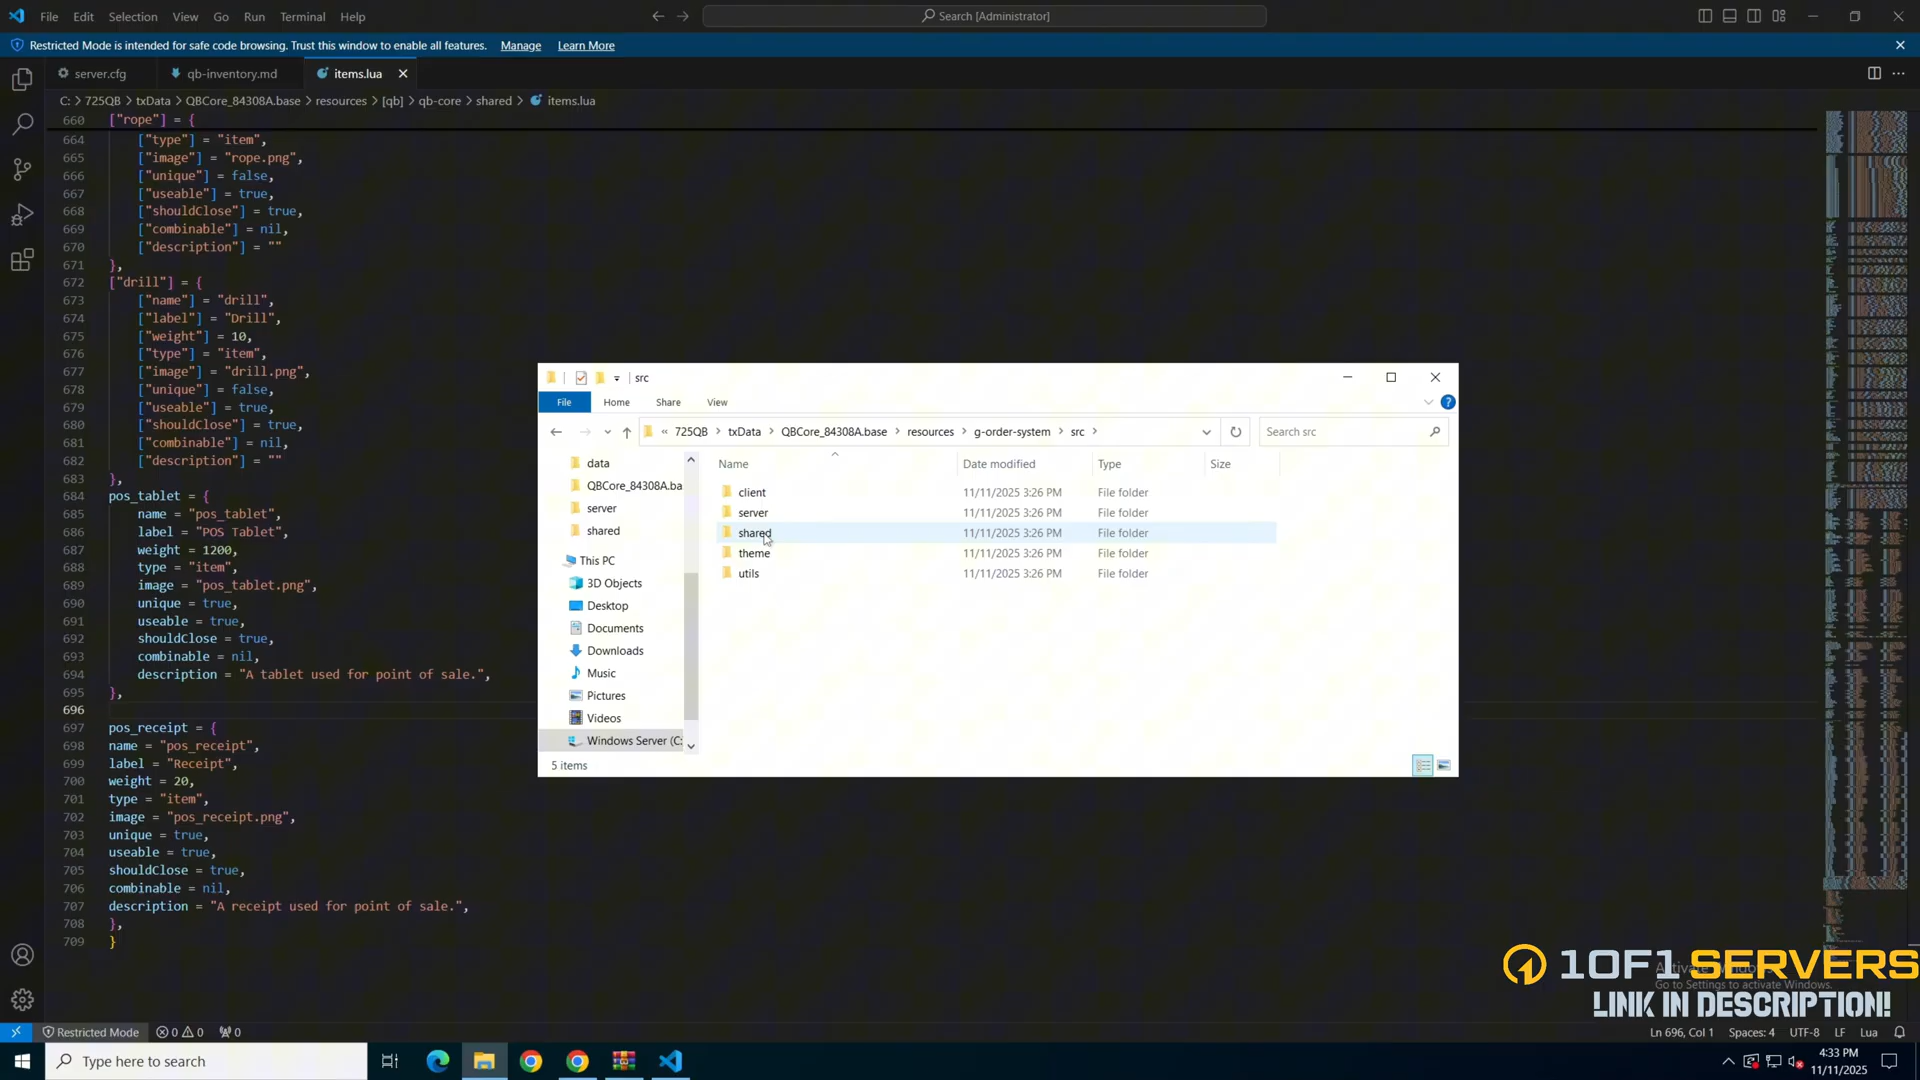 File Edit Selection View Go Run Terminal Help
Search [Administrator]
Restricted Mode is intended for safe code browsing. Trust this window to enable all features. Manage Learn More
server.cfg qb-inventory.md items.lua
C: > 725QB > txData > QBCore_84308A.base > resources > [qb] > qb-core > shared > items.lua
660 ["rope"] = {
664 ["type"] = "item",
665 ["image"] = "rope.png",
666 ["unique"] = false,
667 ["useable"] = true,
668 ["shouldClose"] = true,
669 ["combinable"] = nil,
670 ["description"] = ""
671 },
672 ["drill"] = {
673 ["name"] = "drill",
674 ["label"] = "Drill",
675 ["weight"] = 10,
676 ["type"] = "item",
677 ["image"] = "drill.png",
678 ["unique"] = false,
679 ["useable"] = true,
680 ["shouldClose"] = true,
681 ["combinable"] = nil,
682 ["description"] = ""
683 },
684 pos_tablet = {
685 name = "pos_tablet",
686 label = "POS Tablet",
687 weight = 1200,
688 type = "item",
689 image = "pos_tablet.png",
690 unique = true,
691 useable = true,
692 shouldClose = true,
693 combinable = nil,
694 description = "A tablet used for point of sale.",
695 },
696
697 pos_receipt = {
698 name = "pos_receipt",
699 label = "Receipt",
700 weight = 20,
701 type = "item",
702 image = "pos_receipt.png",
703 unique = true,
704 useable = true,
705 shouldClose = true,
706 combinable = nil,
707 description = "A receipt used for point of sale.",
708 },
709 }
src
File Home Share View
« 725QB > txData > QBCore_84308A.base > resources > g-order-system > src >
Search src
data
QBCore_84308A.ba
server
shared
This PC
3D Objects
Desktop
Documents
Downloads
Music
Pictures
Videos
Windows Server (C:
Name Date modified Type Size
client 11/11/2025 3:26 PM File folder
server 11/11/2025 3:26 PM File folder
shared 11/11/2025 3:26 PM File folder
theme 11/11/2025 3:26 PM File folder
utils 11/11/2025 3:26 PM File folder
5 items
1OF1 SERVERS
Activate Windows
Go to Settings to activate Windows.
LINK IN DESCRIPTION!
Restricted Mode 0 0 0
Ln 696, Col 1 Spaces: 4 UTF-8 LF Lua
Type here to search
4:33 PM
11/11/2025